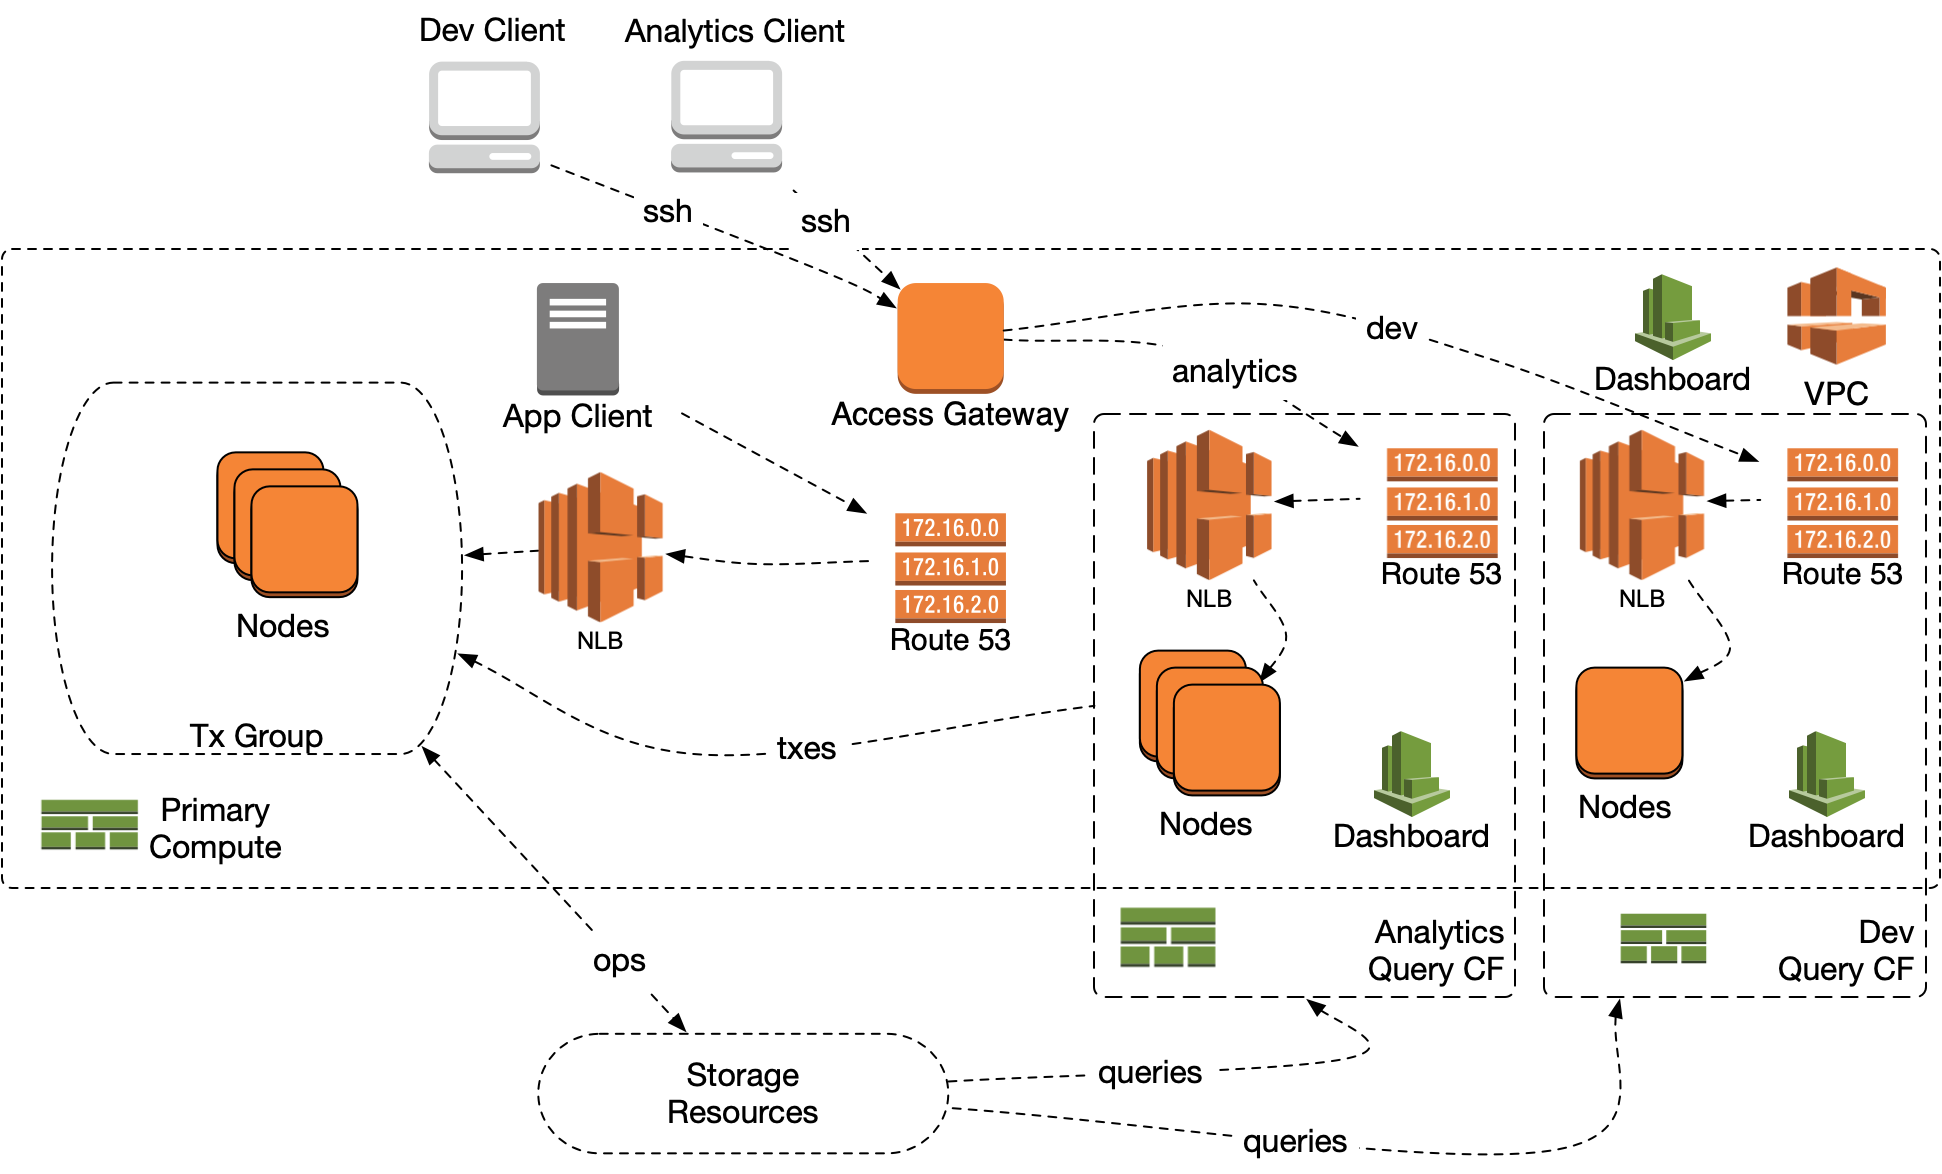 Dev Client
Analytics Client
ssh
ssh
App Client
Access Gateway
dev
analytics
Dashboard
VPC
172.16.0.0
172.16.1.0
172.16.2.0
Route 53
NLB
Nodes
Tx Group
Primary
Compute
txes
172.16.0.0
172.16.1.0
172.16.2.0
Route 53
NLB
Nodes
Dashboard
Analytics
Query CF
172.16.0.0
172.16.1.0
172.16.2.0
Route 53
NLB
Nodes
Dashboard
Dev
Query CF
ops
Storage
Resources
queries
queries